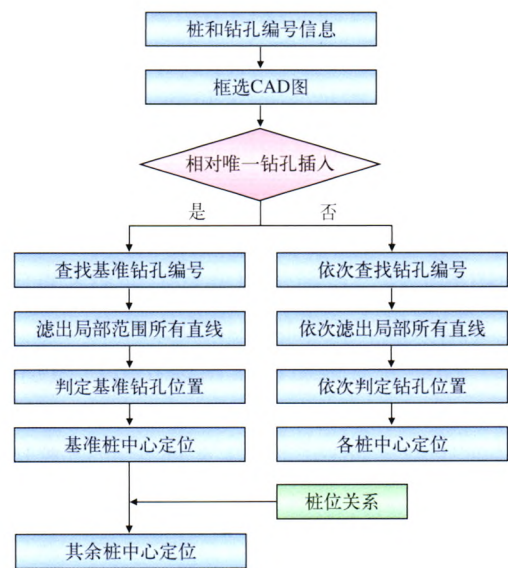 桩和钻孔编号信息
框选CAD图
相对唯一钻孔插入
是
否
查找基准钻孔编号
依次查找钻孔编号
滤出局部范围所有直线
依次滤出局部所有直线
判定基准钻孔位置
依次判定钻孔位置
基准桩中心定位
各桩中心定位
桩位关系
其余桩中心定位